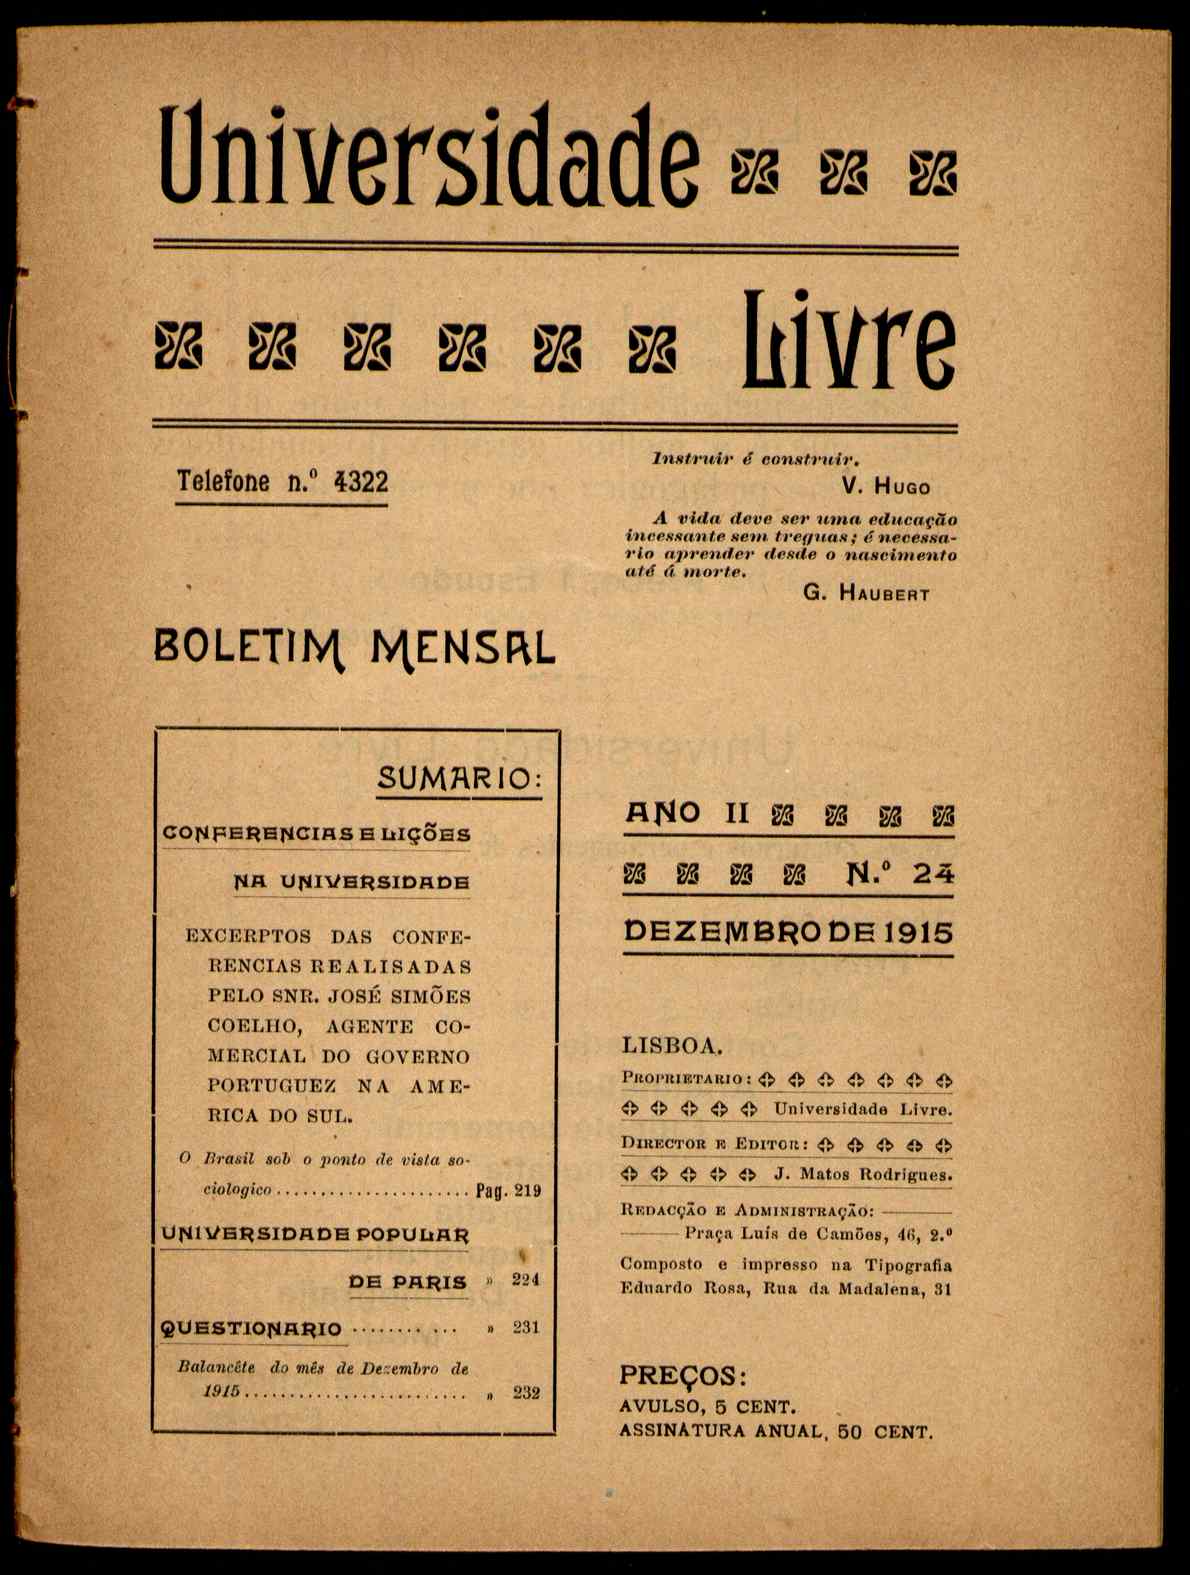 Universidade
Livre
Telefone n.º 4322
Instruir é construir.
V. HUGO
A vida deve ser uma educação
incessante sem treguas; é necessa-
rio aprender desde o nascimento
até á morte.
G. HAUBERT
BOLETIM MENSAL
SUMARIO:
CONFERENCIAS E LIÇÕES
NA UNIVERSIDADE
EXCERPTOS DAS CONFE-
RENCIAS REALISADAS
PELO SNR. JOSÉ SIMÕES
COELHO, AGENTE CO-
MERCIAL DO GOVERNO
PORTUGUEZ NA AME-
RICA DO SUL.
O Brasil sob o ponto de vista so-
ciologico ...................... Pag. 219
UNIVERSIDADE POPULAR
DE PARIS » 224
QUESTIONARIO ........ ... » 231
Balancête do mês de Dezembro de
1915 ......................... » 232
ANO II
N.º 24
DEZEMBRO DE 1915
LISBOA.
PROPRIETARIO:
Universidade Livre.
DIRECTOR E EDITOR:
J. Matos Rodrigues.
REDACÇÃO E ADMINISTRAÇÃO:
Praça Luís de Camões, 46, 2.º
Composto e impresso na Tipografia
Eduardo Rosa, Rua da Madalena, 31
PREÇOS:
AVULSO, 5 CENT.
ASSINATURA ANUAL, 50 CENT.